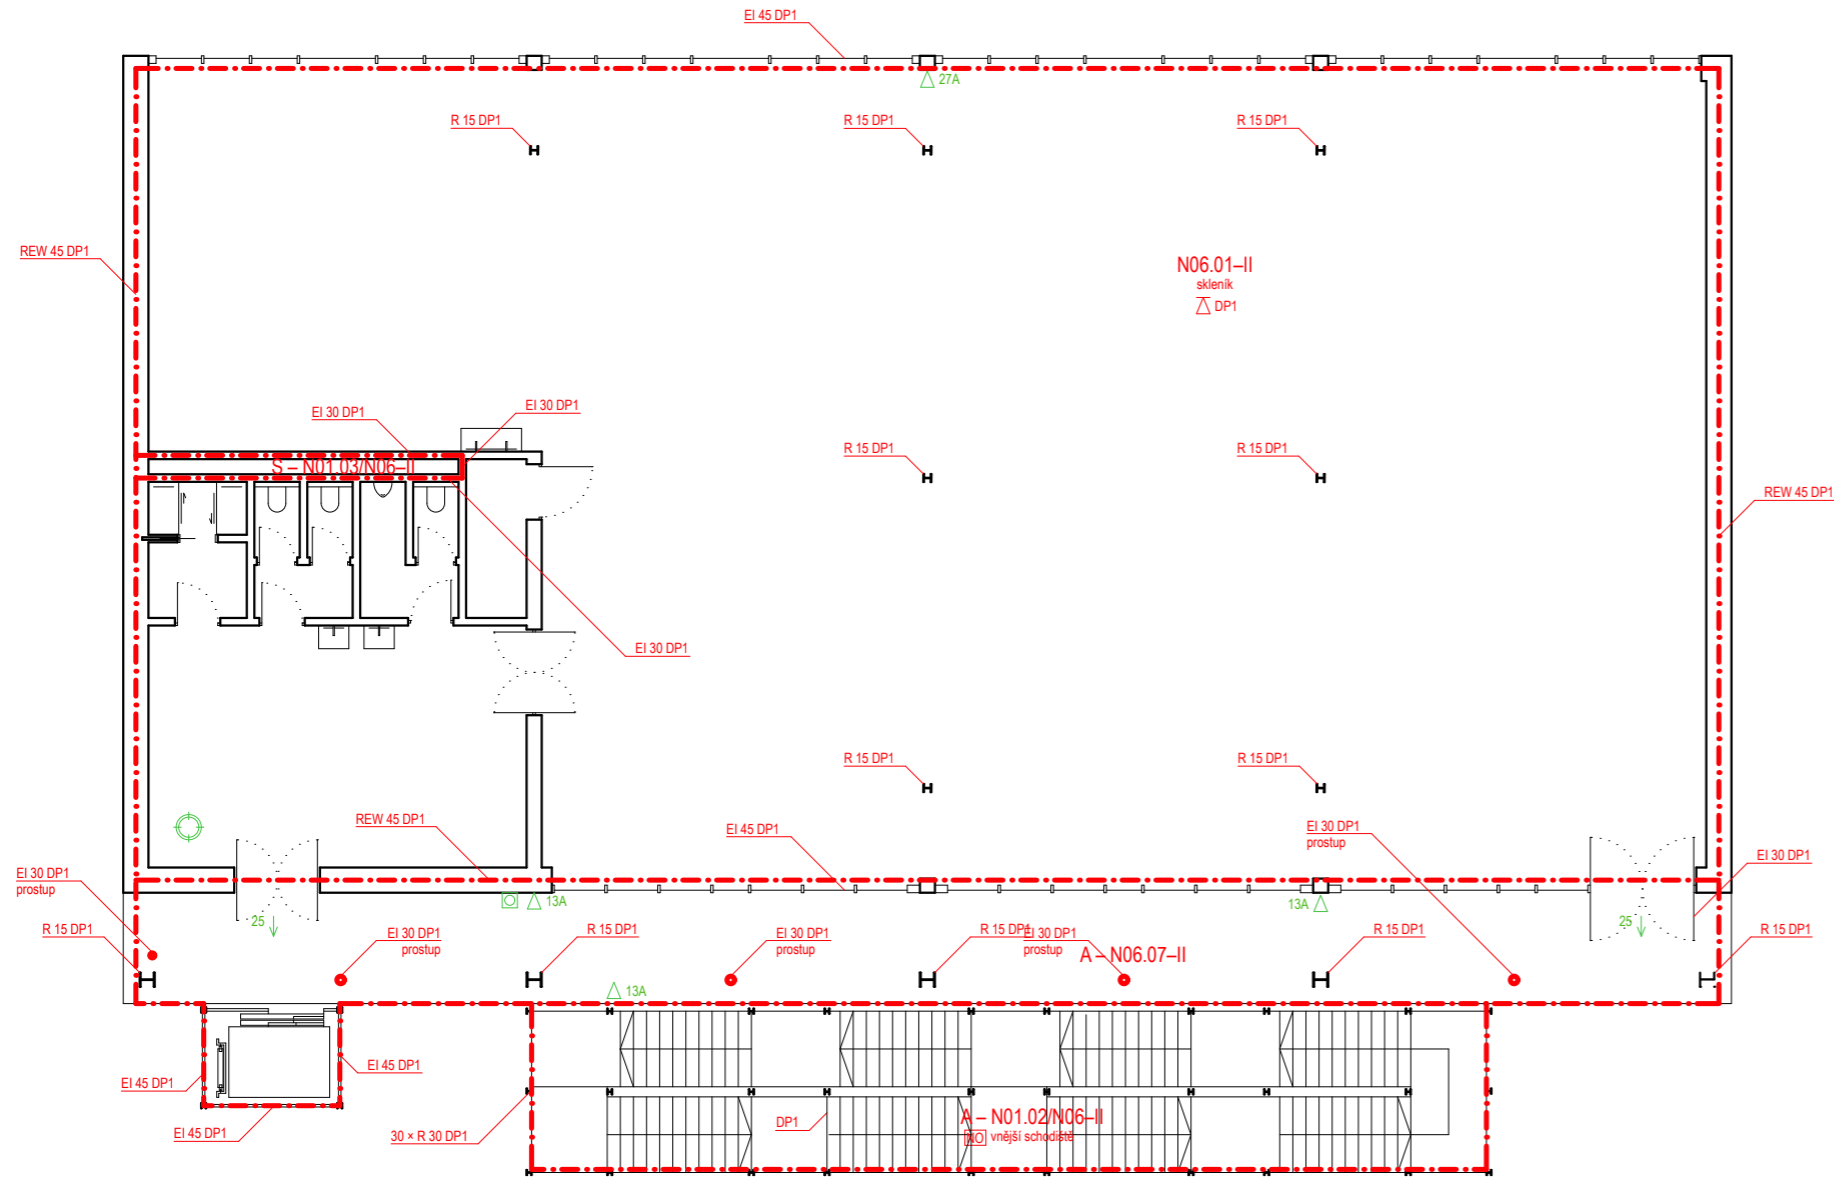 EI 45 DP1
27A
R 15 DP1
R 15 DP1
R 15 DP1
REW 45 DP1
N06.01–II
skleník
DP1
EI 30 DP1
EI 30 DP1
S – N01.03/N06–II
R 15 DP1
R 15 DP1
REW 45 DP1
EI 30 DP1
R 15 DP1
R 15 DP1
REW 45 DP1
EI 45 DP1
EI 30 DP1
prostup
EI 30 DP1
EI 30 DP1
prostup
13A
13A
25
25
R 15 DP1
EI 30 DP1
prostup
R 15 DP1
EI 30 DP1
prostup
R 15 DP1
EI 30 DP1
prostup
A – N06.07–II
R 15 DP1
R 15 DP1
13A
EI 45 DP1
EI 45 DP1
EI 45 DP1
30 × R 30 DP1
DP1
A – N01.02/N06–II
NO vnější schodiště